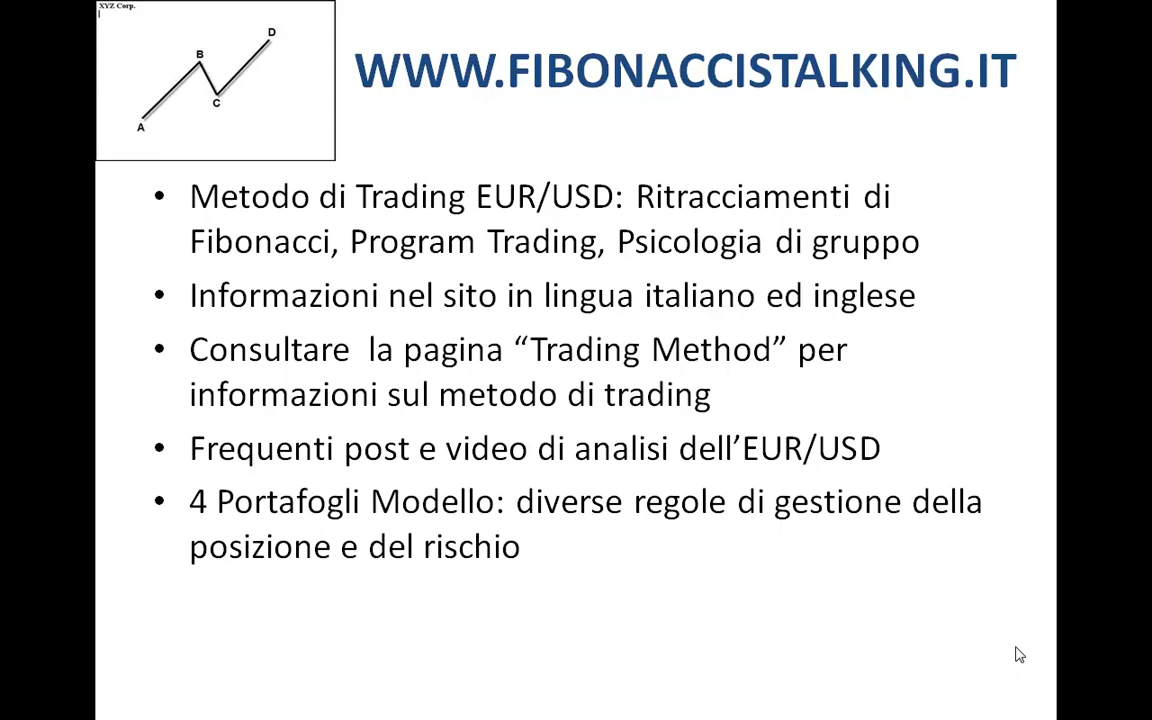 XYZ Corp.
D
B
C
A
WWW.FIBONACCISTALKING.IT
• Metodo di Trading EUR/USD: Ritracciamenti di
Fibonacci, Program Trading, Psicologia di gruppo
• Informazioni nel sito in lingua italiano ed inglese
• Consultare la pagina “Trading Method” per
informazioni sul metodo di trading
• Frequenti post e video di analisi dell’EUR/USD
• 4 Portafogli Modello: diverse regole di gestione della
posizione e del rischio